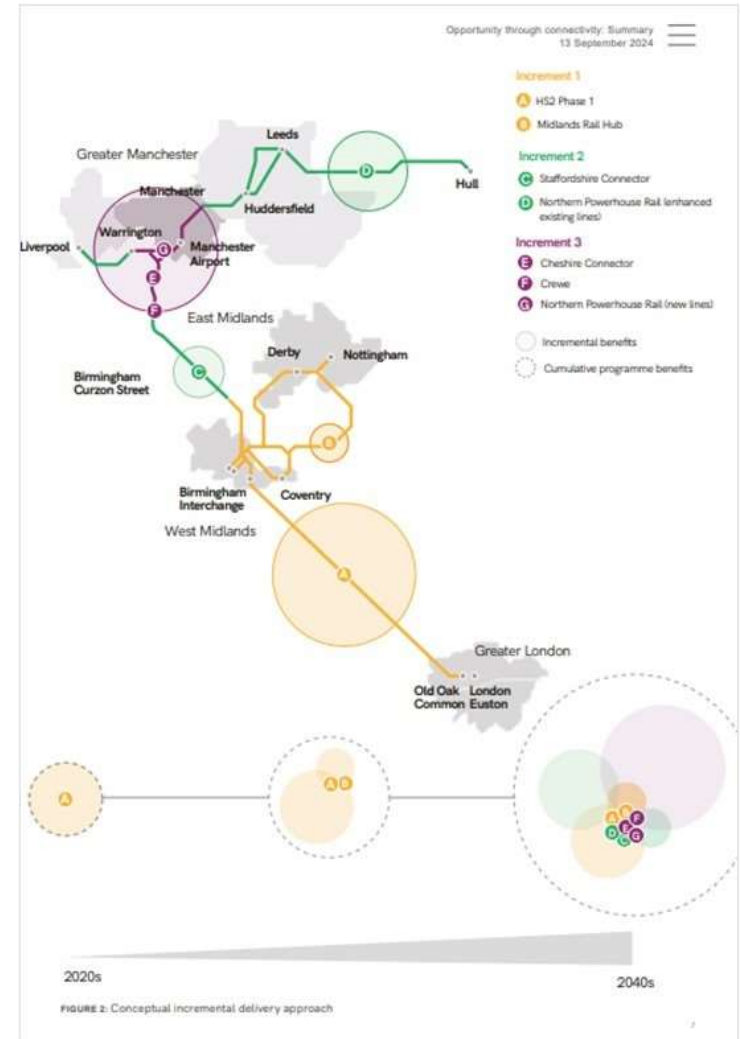 Opportunity through connectivity: Summary
13 September 2024
Increment 1
A HS2 Phase 1
B Midlands Rail Hub
Increment 2
C Staffordshire Connector
D Northern Powerhouse Rail (enhanced
existing lines)
Increment 3
E Cheshire Connector
F Crewe
G Northern Powerhouse Rail (new lines)
Incremental benefits
Cumulative programme benefits
Leeds
Greater Manchester
D
Hull
Manchester
Huddersfield
Warrington
Liverpool
G
Manchester
Airport
E
F
East Midlands
Derby
Nottingham
C
Birmingham
Curzon Street
B
Birmingham
Interchange
Coventry
West Midlands
A
Greater London
Old Oak
Common
London
Euston
A
A B
A B F
E
D C G
2020s
2040s
FIGURE 2: Conceptual incremental delivery approach